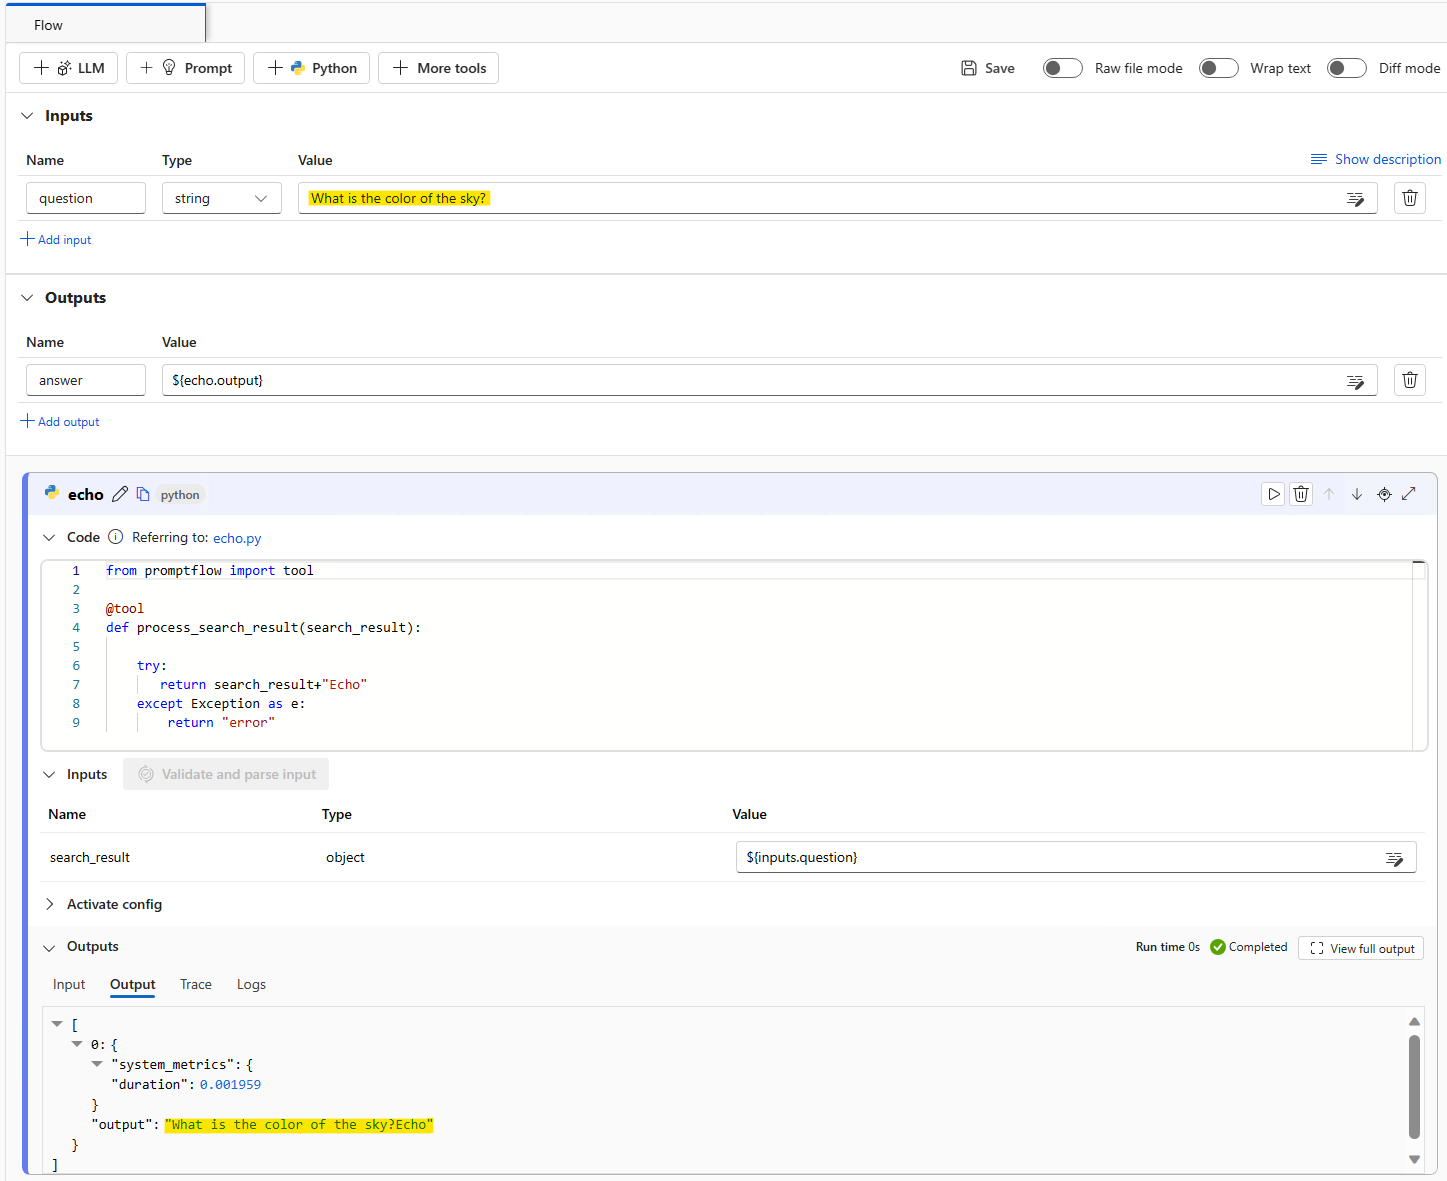 Flow
LLM Prompt Python More tools Save Raw file mode Wrap text Diff mode
Inputs
Name Type Value Show description
question string What is the color of the sky?
Add input
Outputs
Name Value
answer ${echo.output}
Add output
echo python
Code Referring to: echo.py
1 from promptflow import tool
2
3 @tool
4 def process_search_result(search_result):
5
6 try:
7 return search_result+"Echo"
8 except Exception as e:
9 return "error"
Inputs Validate and parse input
Name Type Value
search_result object ${inputs.question}
Activate config
Outputs Run time 0s Completed View full output
Input Output Trace Logs
[
0: {
"system_metrics": {
"duration": 0.001959
}
"output": "What is the color of the sky?Echo"
}
]